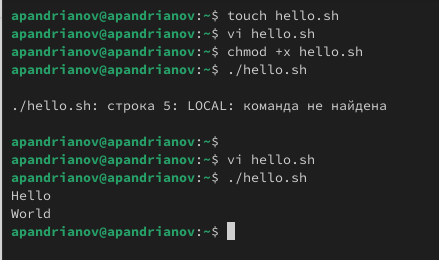 apandrianov@apandrianov:~$ touch hello.sh
apandrianov@apandrianov:~$ vi hello.sh
apandrianov@apandrianov:~$ chmod +x hello.sh
apandrianov@apandrianov:~$ ./hello.sh
./hello.sh: строка 5: LOCAL: команда не найдена
apandrianov@apandrianov:~$
apandrianov@apandrianov:~$ vi hello.sh
apandrianov@apandrianov:~$ ./hello.sh
Hello
World
apandrianov@apandrianov:~$